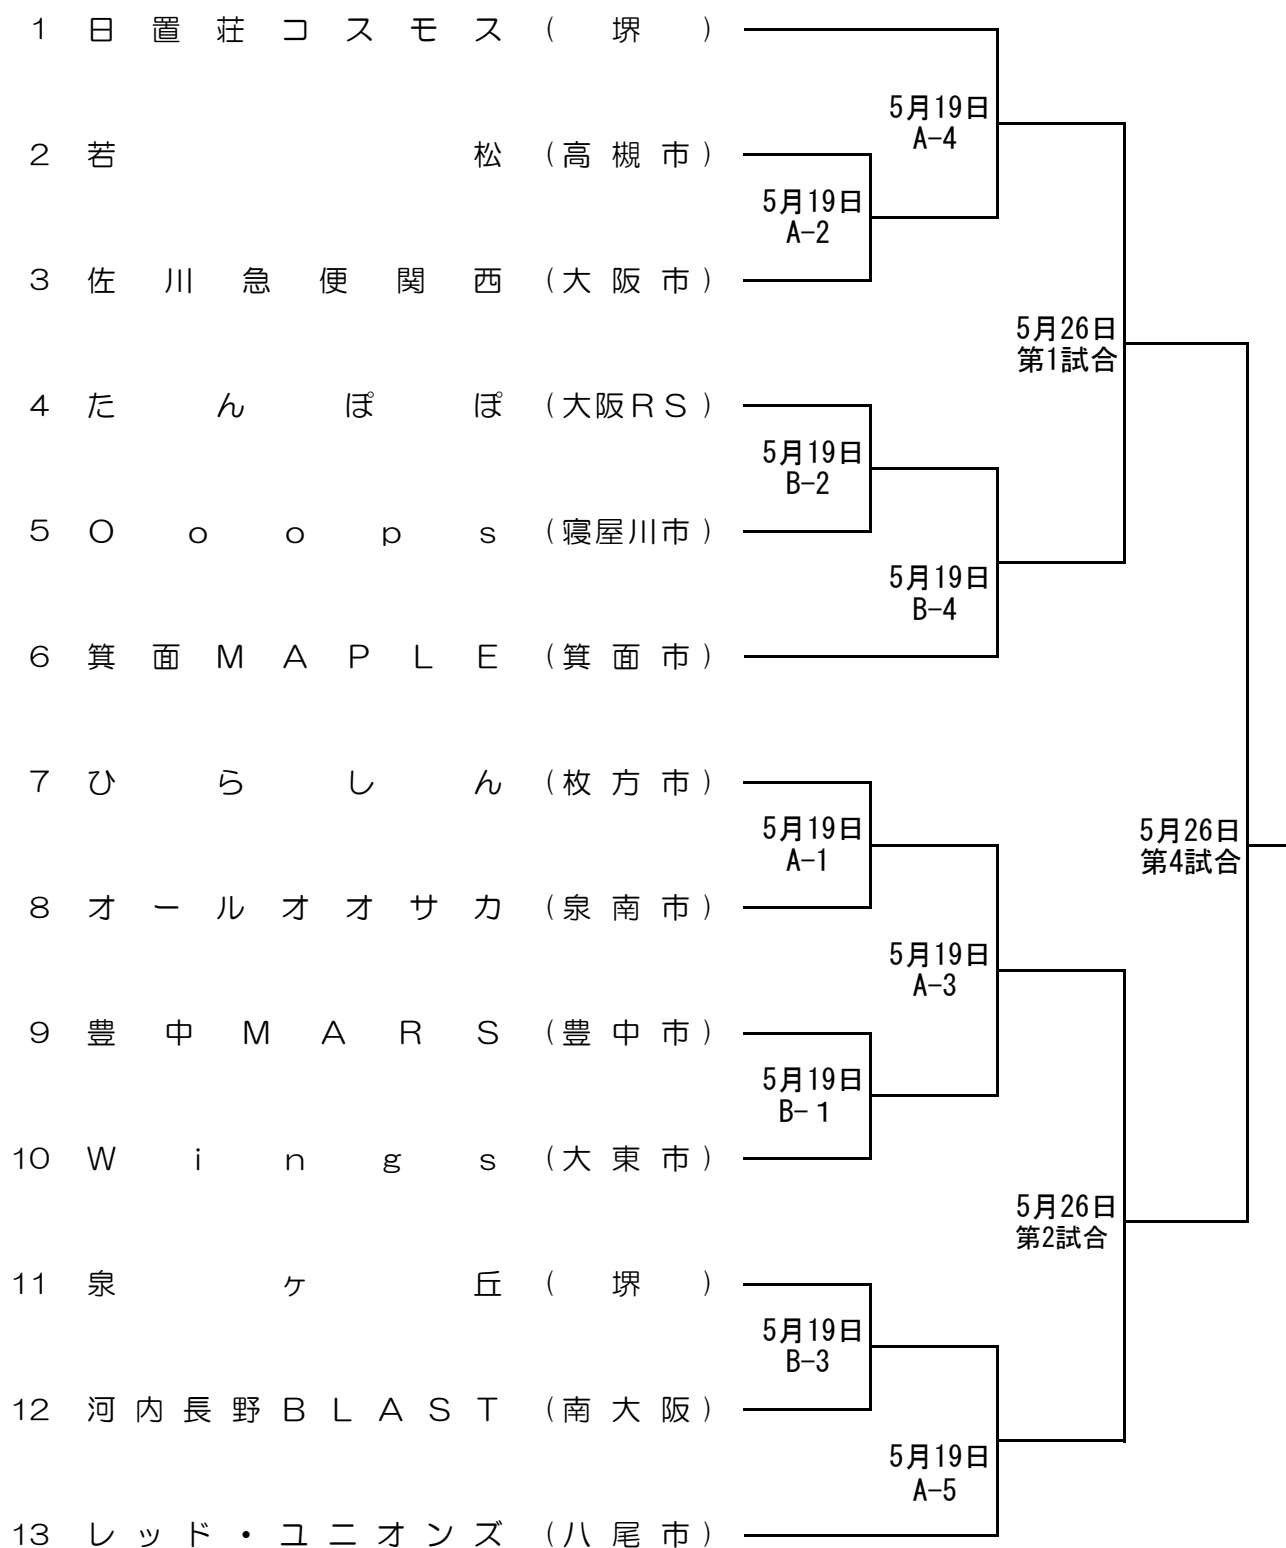 1 日置荘コスモス ( 堺 )
5月19日
A-4
2 若松 (高槻市)
5月19日
A-2
3 佐川急便関西 (大阪市)
5月26日
第1試合
4 たんぽぽ (大阪RS)
5月19日
B-2
5 Ooops (寝屋川市)
5月19日
B-4
6 箕面MAPLE (箕面市)
7 ひらしん (枚方市)
5月19日
A-1
5月26日
第4試合
8 オールオオサカ (泉南市)
5月19日
A-3
9 豊中MARS (豊中市)
5月19日
B-1
10 Wings (大東市)
5月26日
第2試合
11 泉ヶ丘 ( 堺 )
5月19日
B-3
12 河内長野BLAST (南大阪)
5月19日
A-5
13 レッド・ユニオンズ (八尾市)